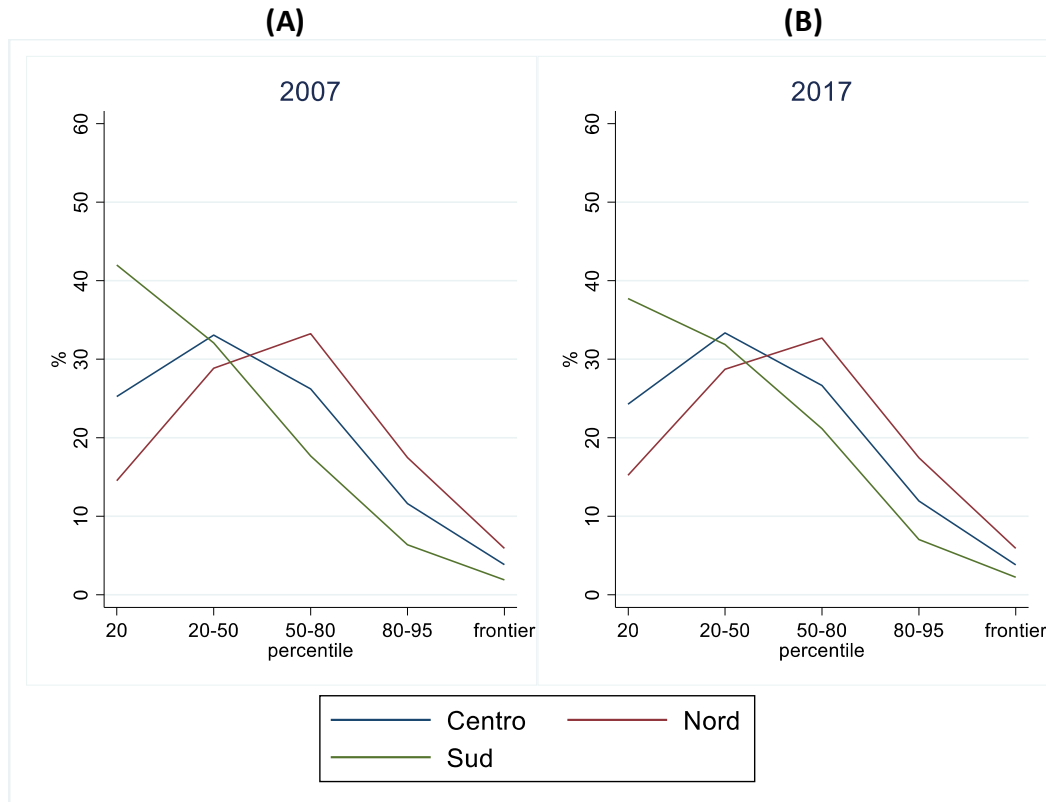 (A) (B)
2007 2017
60 60
50 50
40 40
% 30 % 30
20 20
10 10
0 0
20 20-50 50-80 80-95 frontier 20 20-50 50-80 80-95 frontier
percentile percentile
Centro Nord
Sud